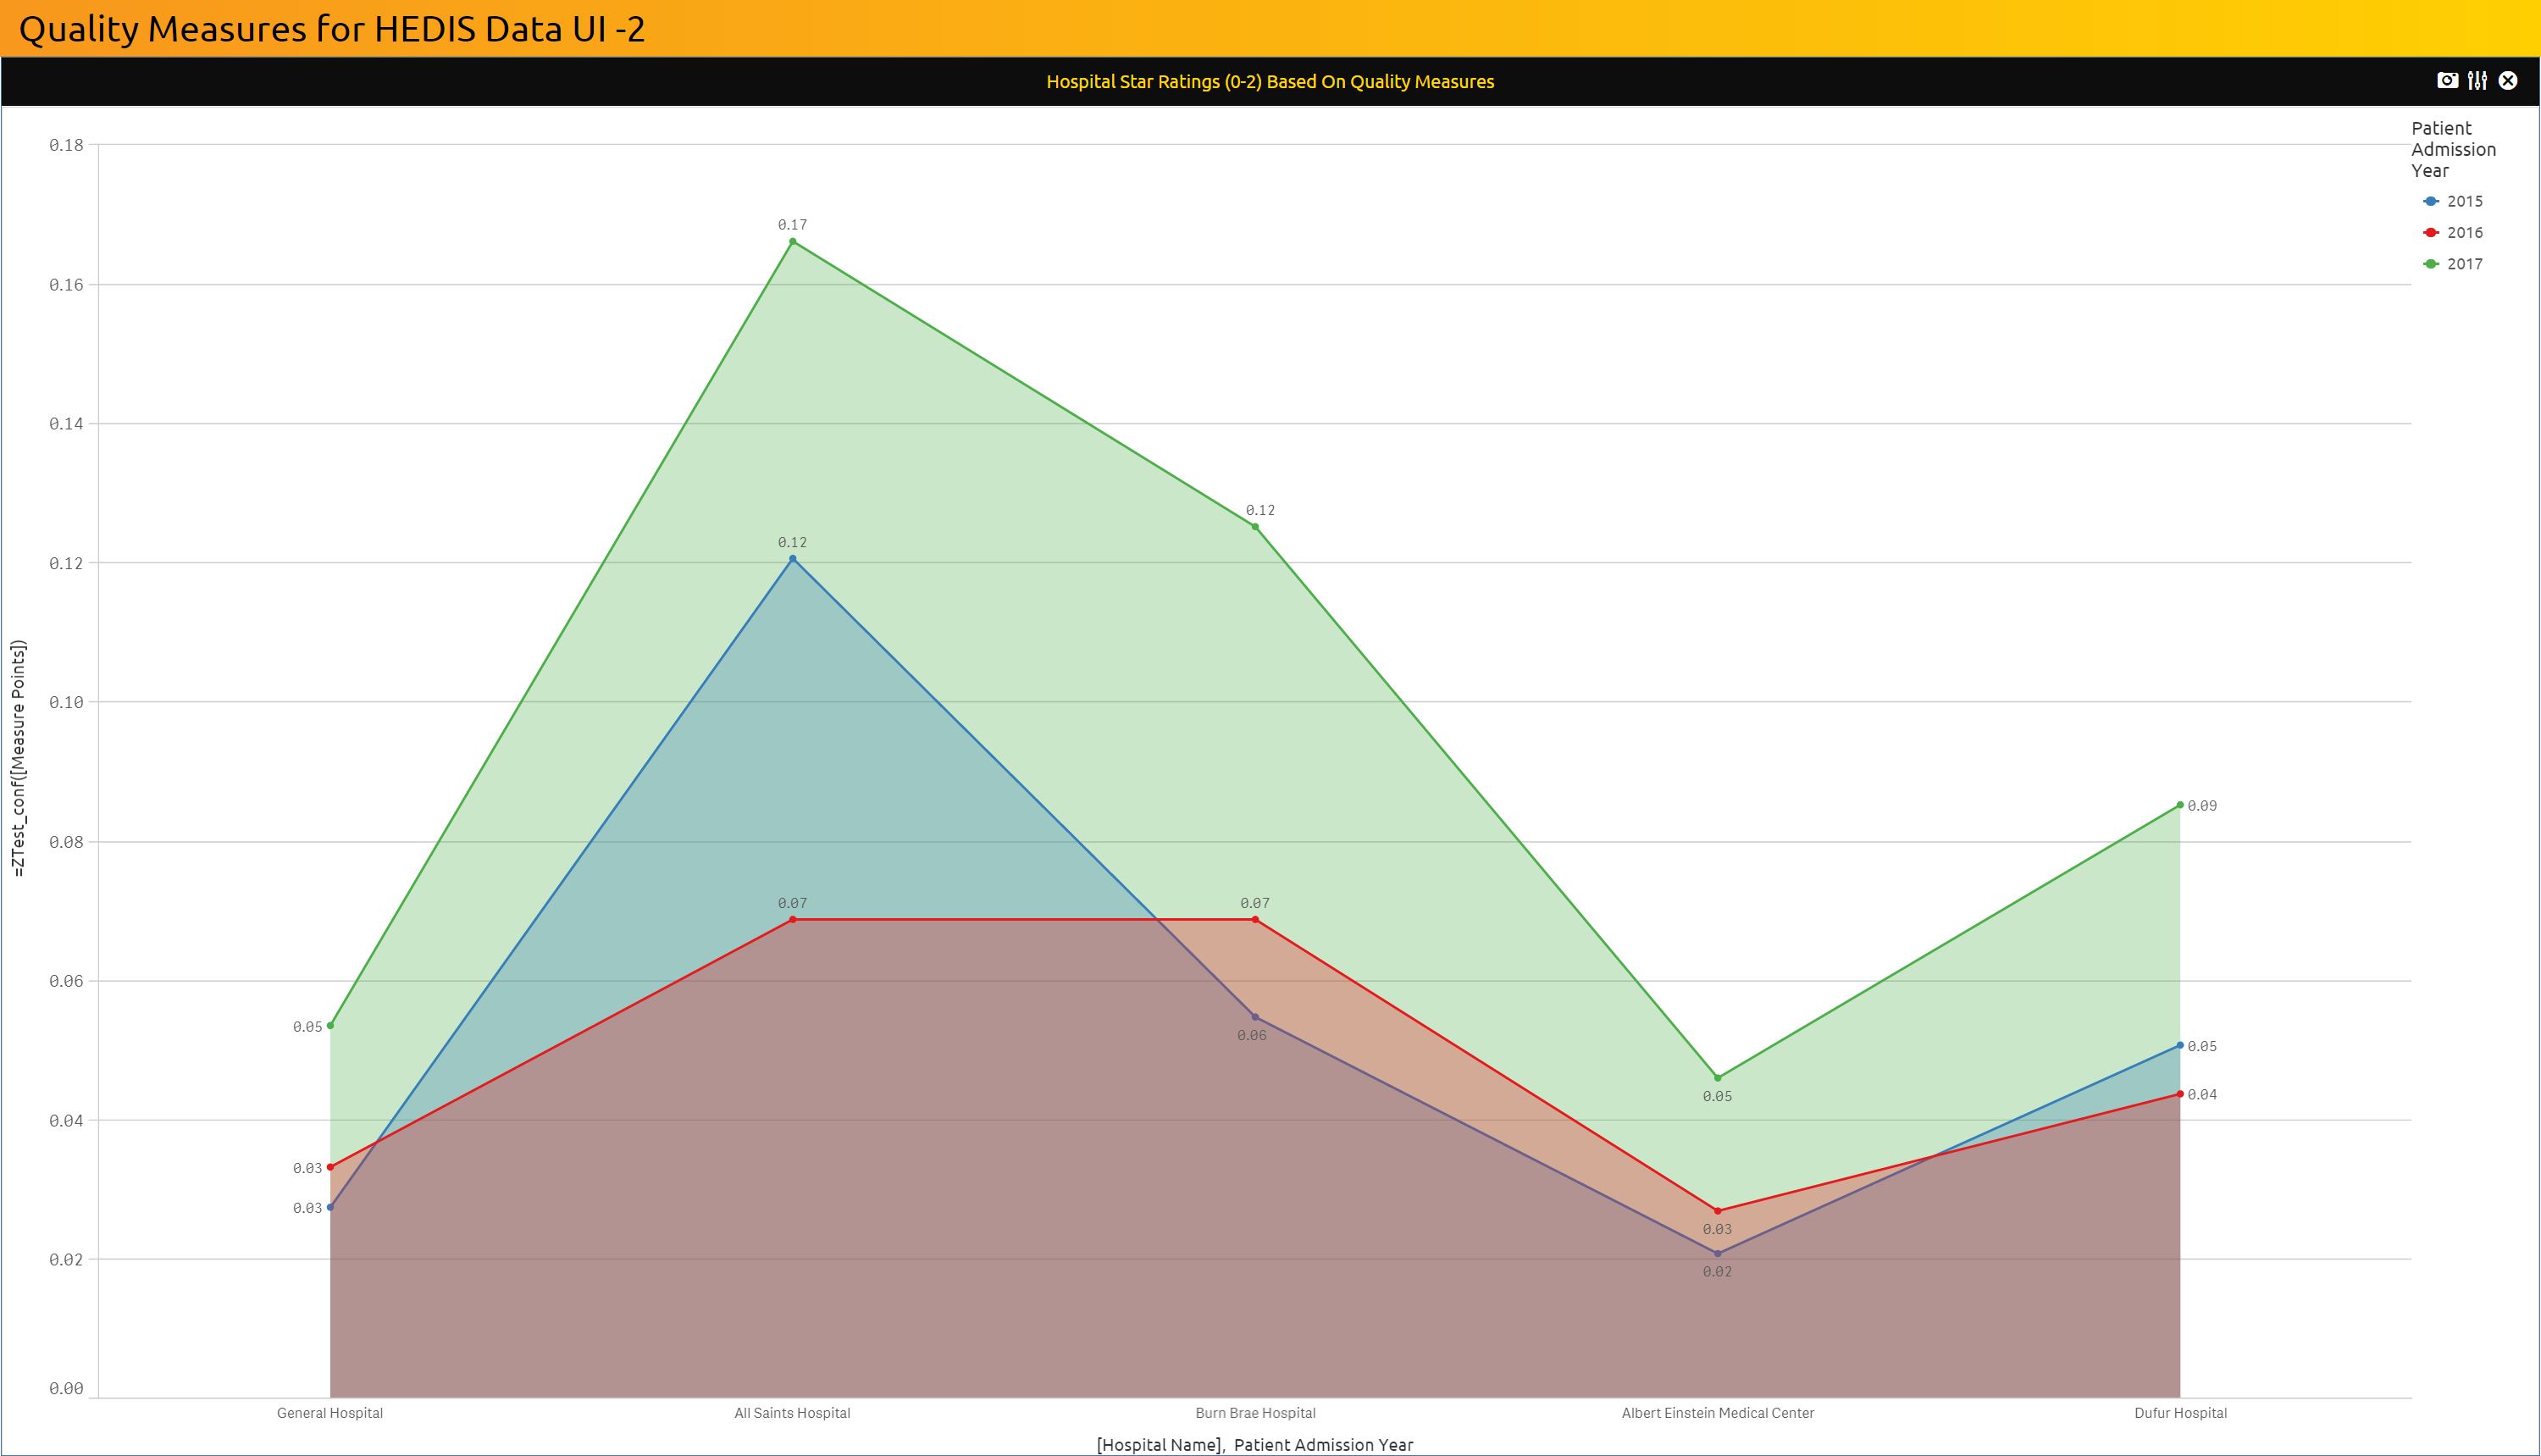 Quality Measures for HEDIS Data UI -2
Hospital Star Ratings (0-2) Based On Quality Measures
Patient
Admission
Year
2015
2016
2017
0.18
0.16
0.14
0.12
0.10
0.08
0.06
0.04
0.02
0.00
=ZTest_conf([Measure Points])
0.17
0.12
0.12
0.09
0.07
0.07
0.05
0.06
0.05
0.05
0.04
0.03
0.03
0.03
0.02
General Hospital
All Saints Hospital
Burn Brae Hospital
Albert Einstein Medical Center
Dufur Hospital
[Hospital Name], Patient Admission Year